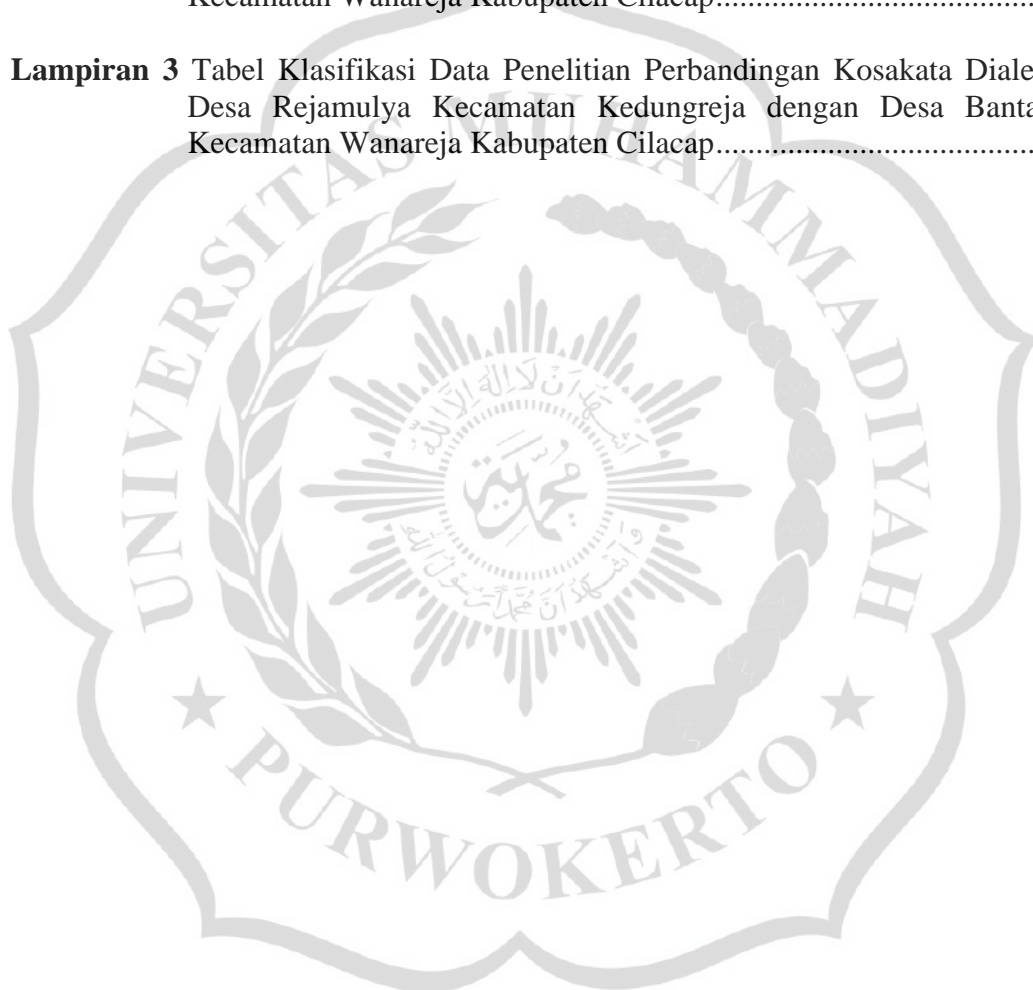 Kecamatan Wanareja Kabupaten Cilacap...................................
Lampiran 3 Tabel Klasifikasi Data Penelitian Perbandingan Kosakata Diale
Desa Rejamulya Kecamatan Kedungreja dengan Desa Banta
Kecamatan Wanareja Kabupaten Cilacap...................................
UNIVERSITAS MUHAMMADIYAH
PURWOKERTO